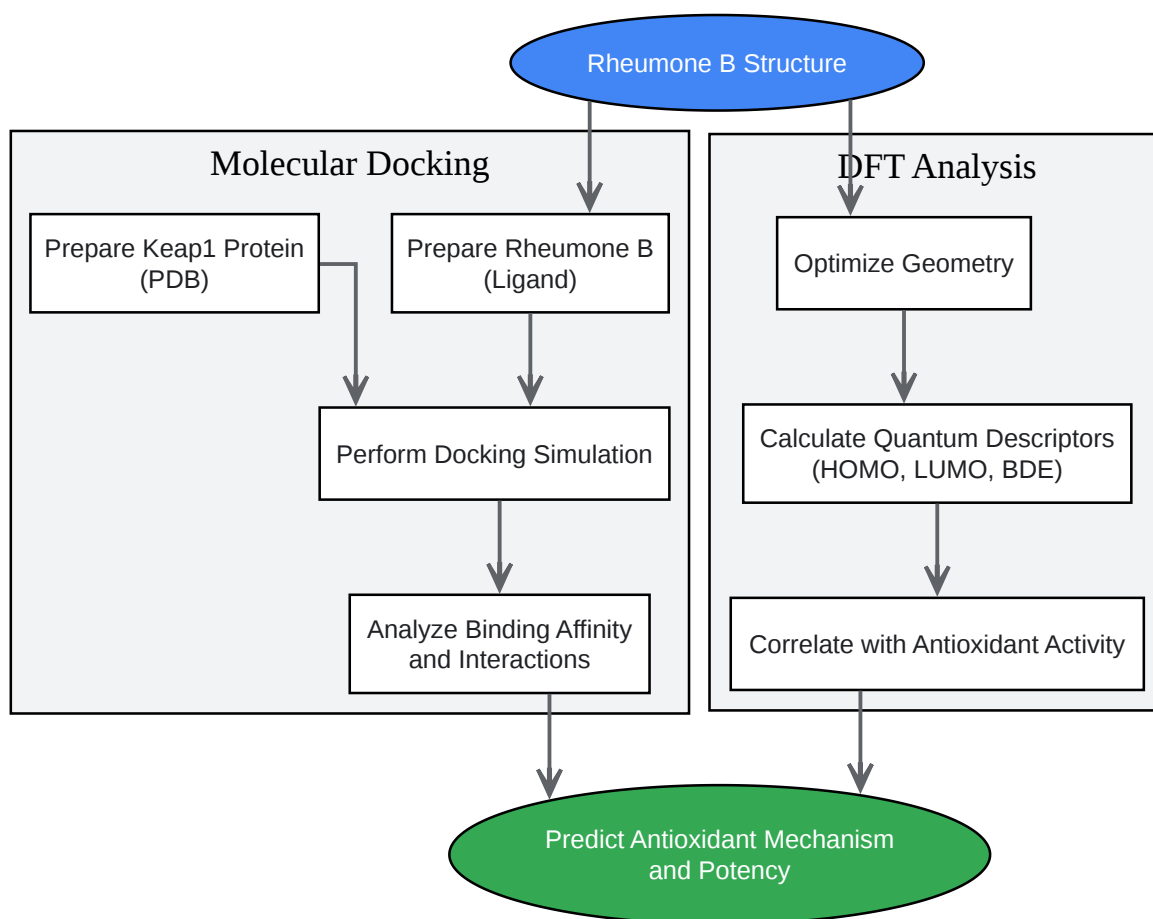 Rheumone B Structure
Molecular Docking
Prepare Keap1 Protein
(PDB)
Prepare Rheumone B
(Ligand)
Perform Docking Simulation
Analyze Binding Affinity
and Interactions
DFT Analysis
Optimize Geometry
Calculate Quantum Descriptors
(HOMO, LUMO, BDE)
Correlate with Antioxidant Activity
Predict Antioxidant Mechanism
and Potency